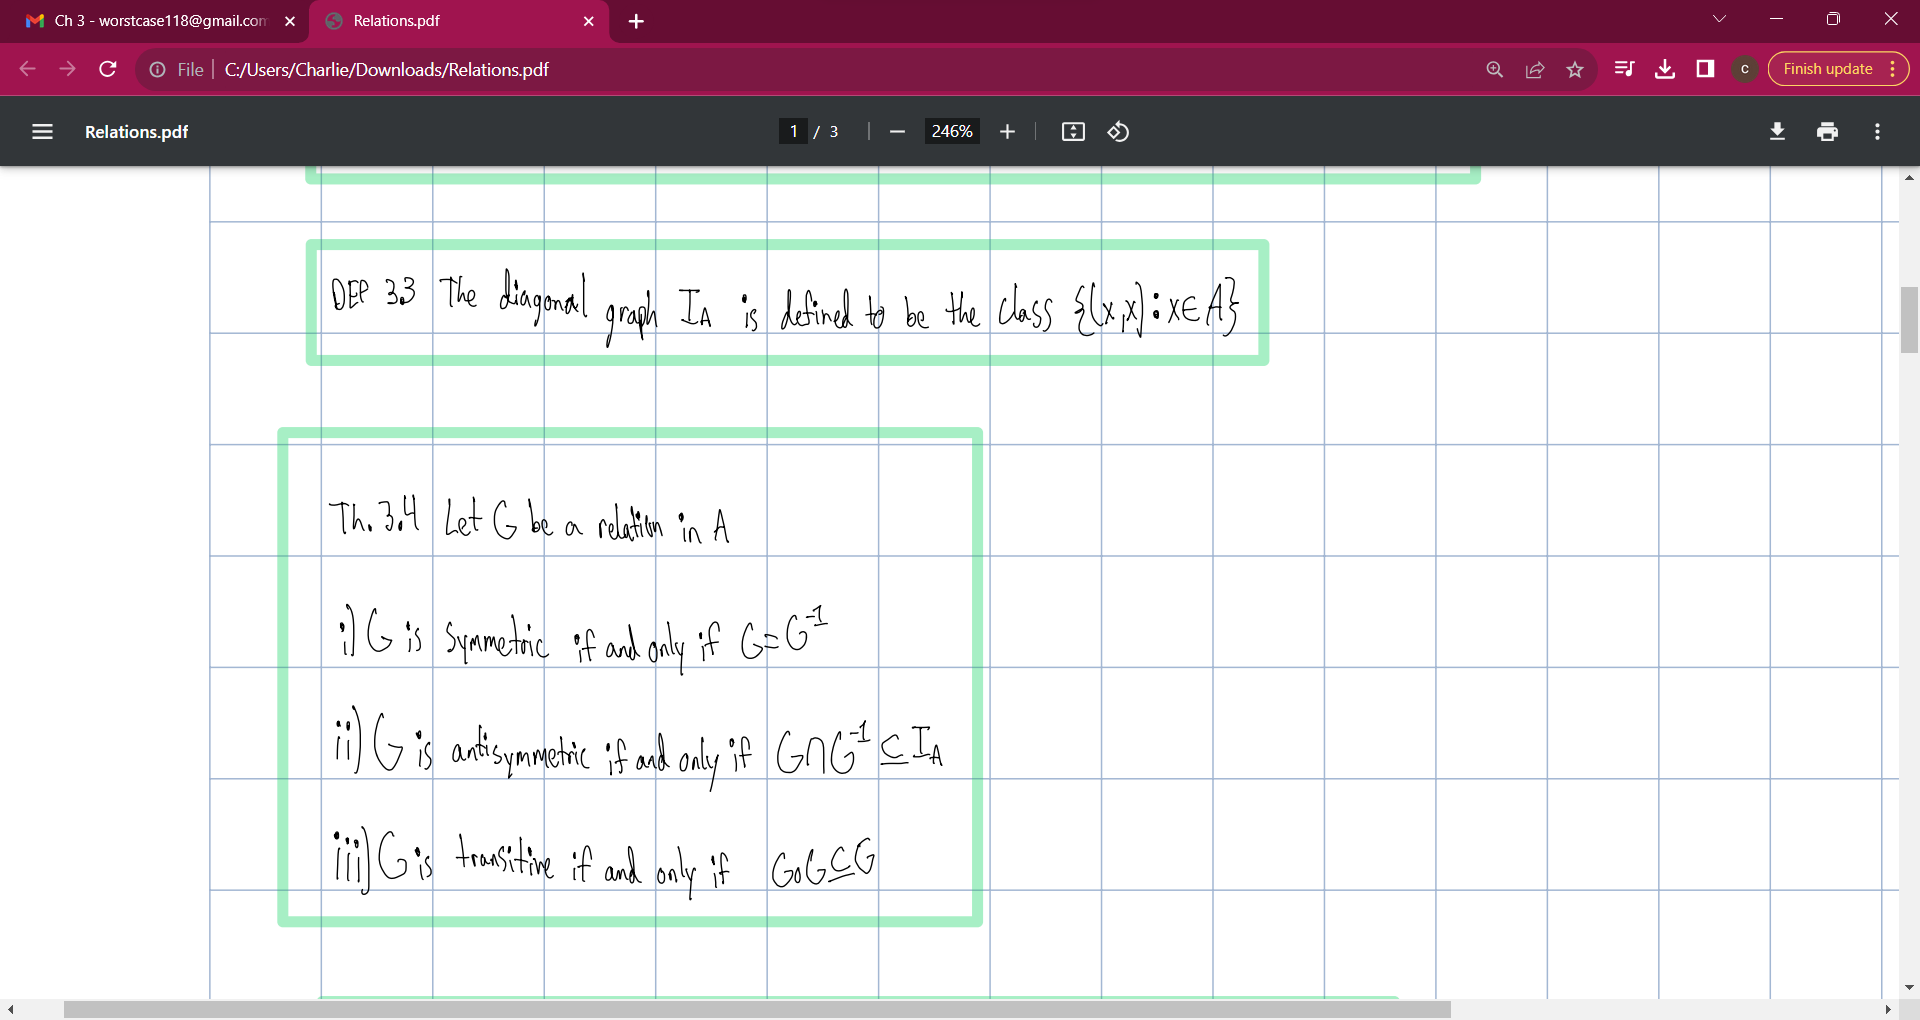 Ch 3 - worstcase118@gmail.com
Relations.pdf
File
C:/Users/Charlie/Downloads/Relations.pdf
C
Finish update
Relations.pdf
1 / 3
246%
DEF 3.3 The diagonal graph I_A is defined to be the class {(x,x):x∈A}
Th. 3.4 Let G be a relation in A
i) G is symmetric if and only if G=G⁻¹
ii) G is antisymmetric if and only if G∩G⁻¹⊆I_A
iii) G is transitive if and only if G∘G⊆G